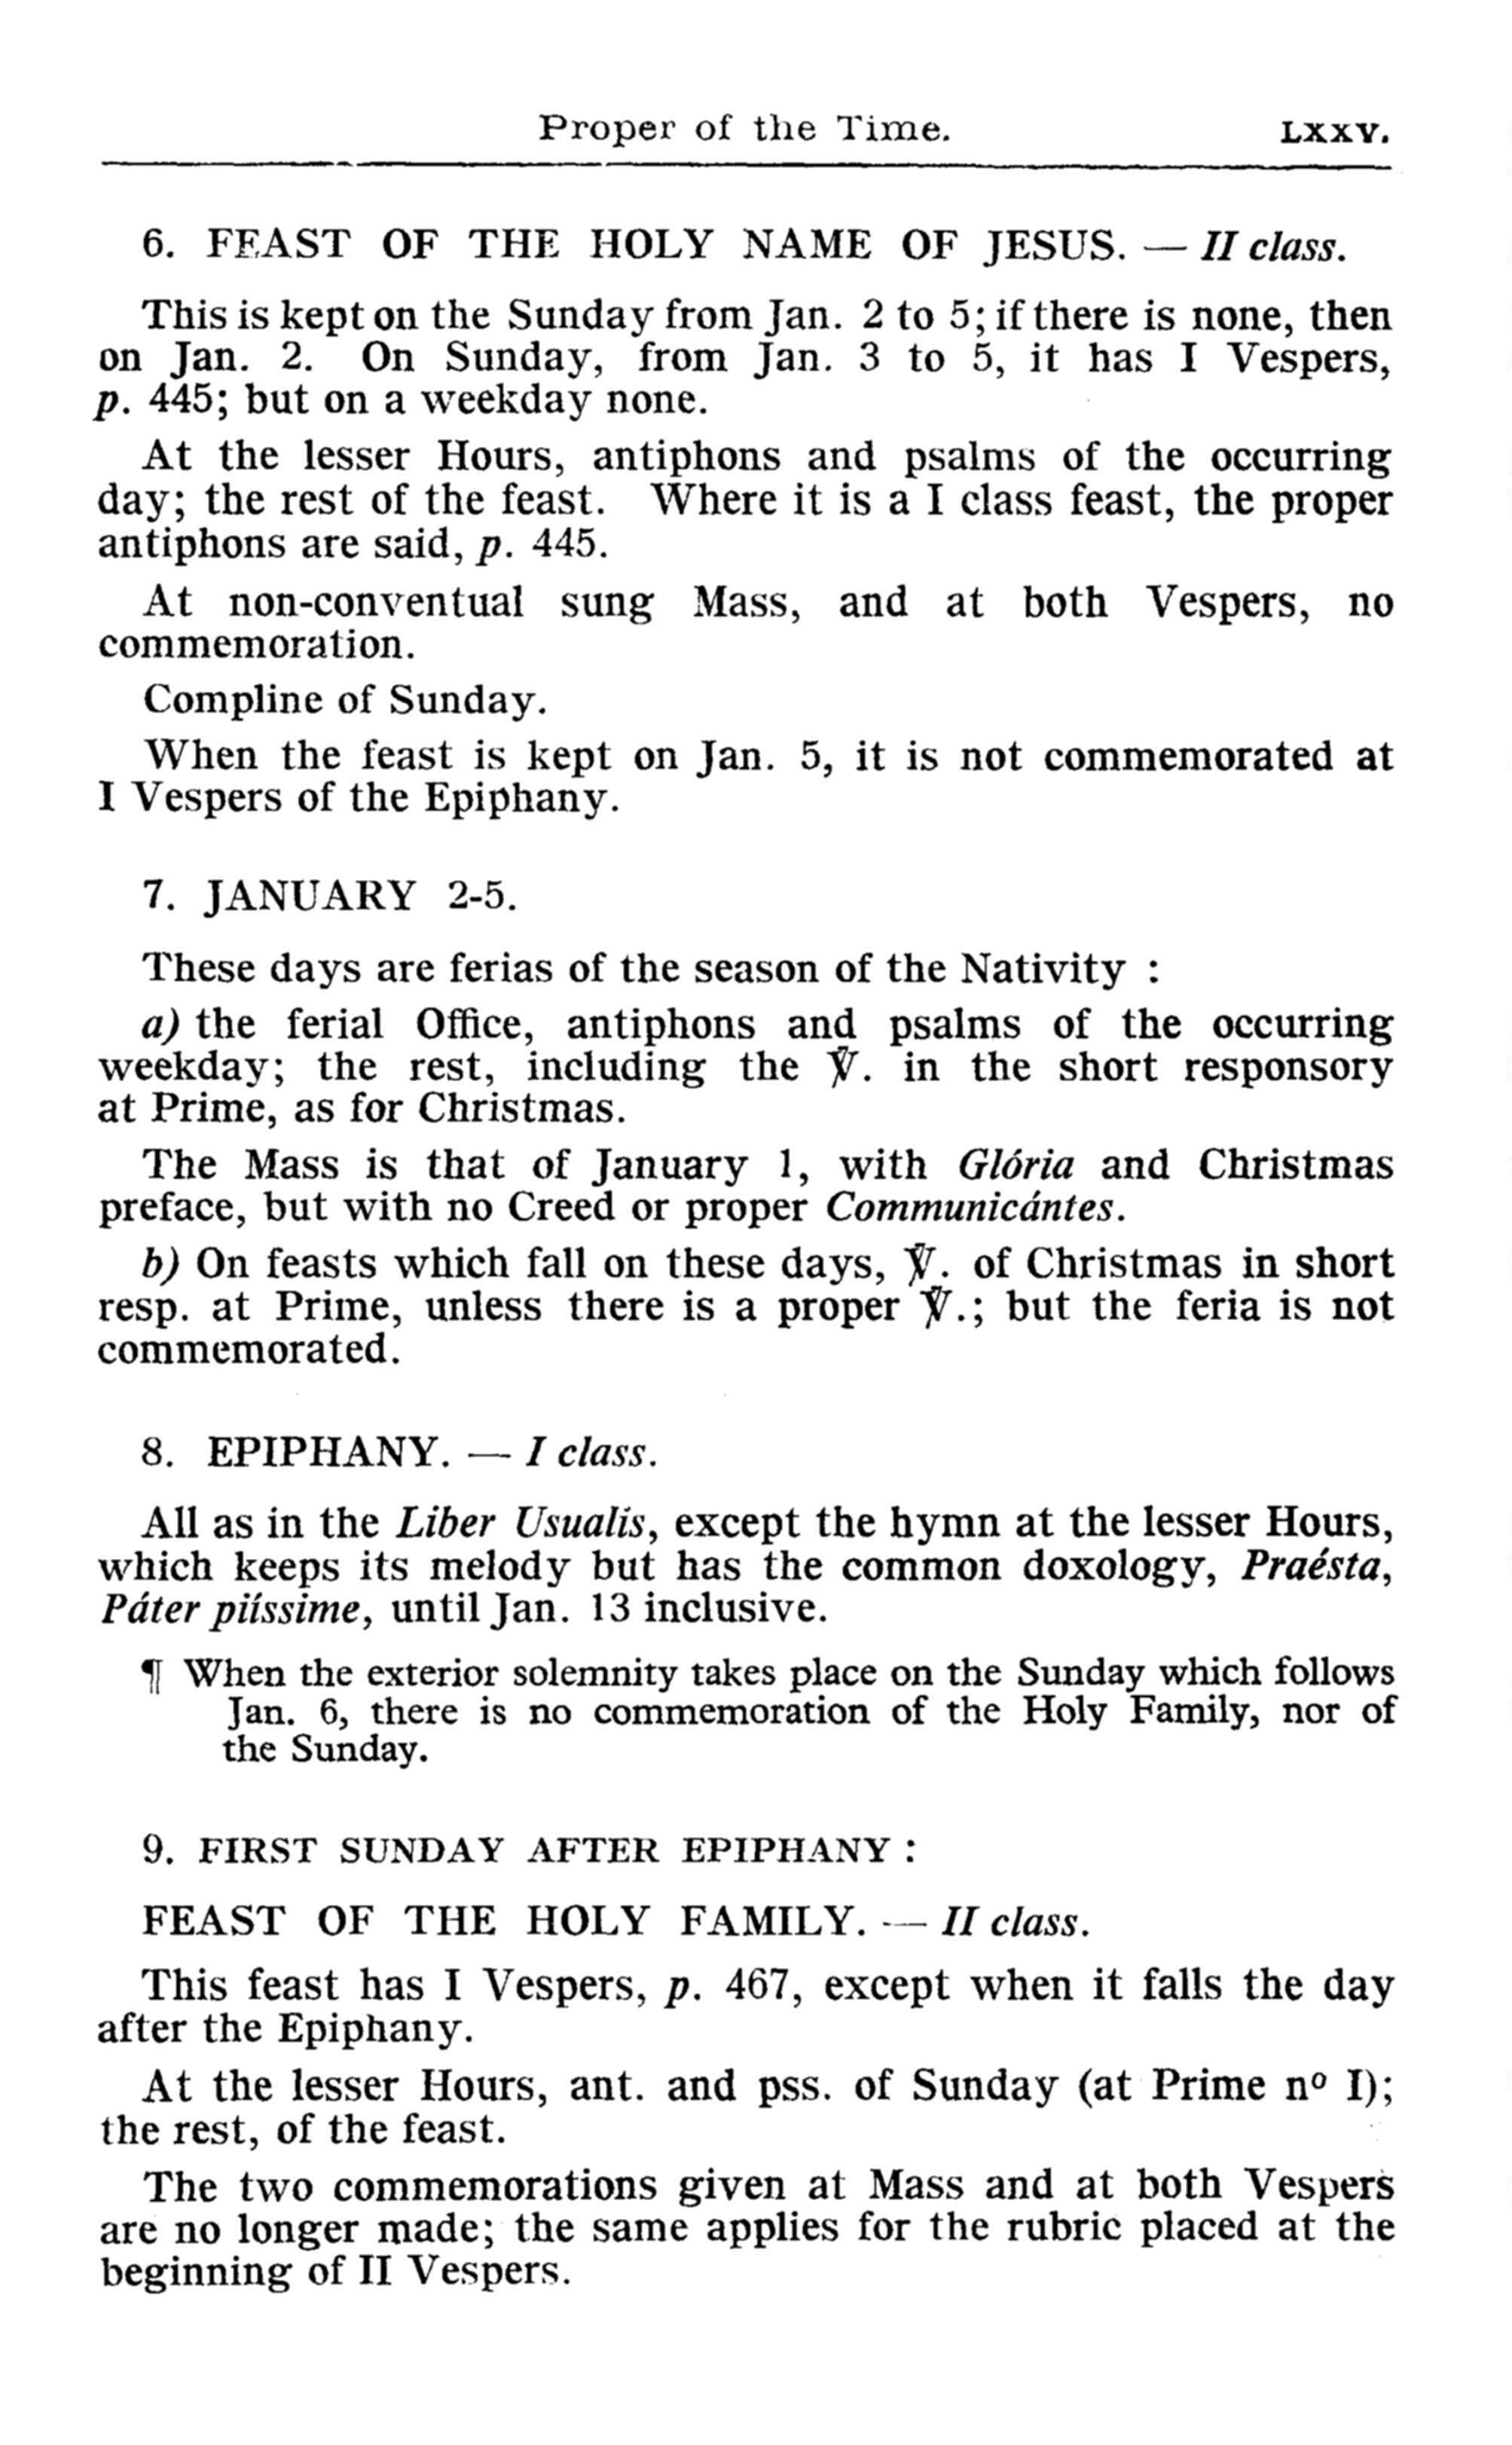 Proper of the Time. LXXV.
6. FEAST OF THE HOLY NAME OF JESUS. — II class.
This is kept on the Sunday from Jan. 2 to 5; if there is none, then
on Jan. 2. On Sunday, from Jan. 3 to 5, it has I Vespers,
p. 445; but on a weekday none.
At the lesser Hours, antiphons and psalms of the occurring
day; the rest of the feast. Where it is a I class feast, the proper
antiphons are said, p. 445.
At non-conventual sung Mass, and at both Vespers, no
commemoration.
Compline of Sunday.
When the feast is kept on Jan. 5, it is not commemorated at
I Vespers of the Epiphany.
7. JANUARY 2-5.
These days are ferias of the season of the Nativity :
a) the ferial Office, antiphons and psalms of the occurring
weekday; the rest, including the ℣. in the short responsory
at Prime, as for Christmas.
The Mass is that of January 1, with Glória and Christmas
preface, but with no Creed or proper Communicántes.
b) On feasts which fall on these days, ℣. of Christmas in short
resp. at Prime, unless there is a proper ℣.; but the feria is not
commemorated.
8. EPIPHANY. — I class.
All as in the Liber Usualis, except the hymn at the lesser Hours,
which keeps its melody but has the common doxology, Praésta,
Páter piíssime, until Jan. 13 inclusive.
¶ When the exterior solemnity takes place on the Sunday which follows
Jan. 6, there is no commemoration of the Holy Family, nor of
the Sunday.
9. FIRST SUNDAY AFTER EPIPHANY :
FEAST OF THE HOLY FAMILY. — II class.
This feast has I Vespers, p. 467, except when it falls the day
after the Epiphany.
At the lesser Hours, ant. and pss. of Sunday (at Prime nº I);
the rest, of the feast.
The two commemorations given at Mass and at both Vespers
are no longer made; the same applies for the rubric placed at the
beginning of II Vespers.